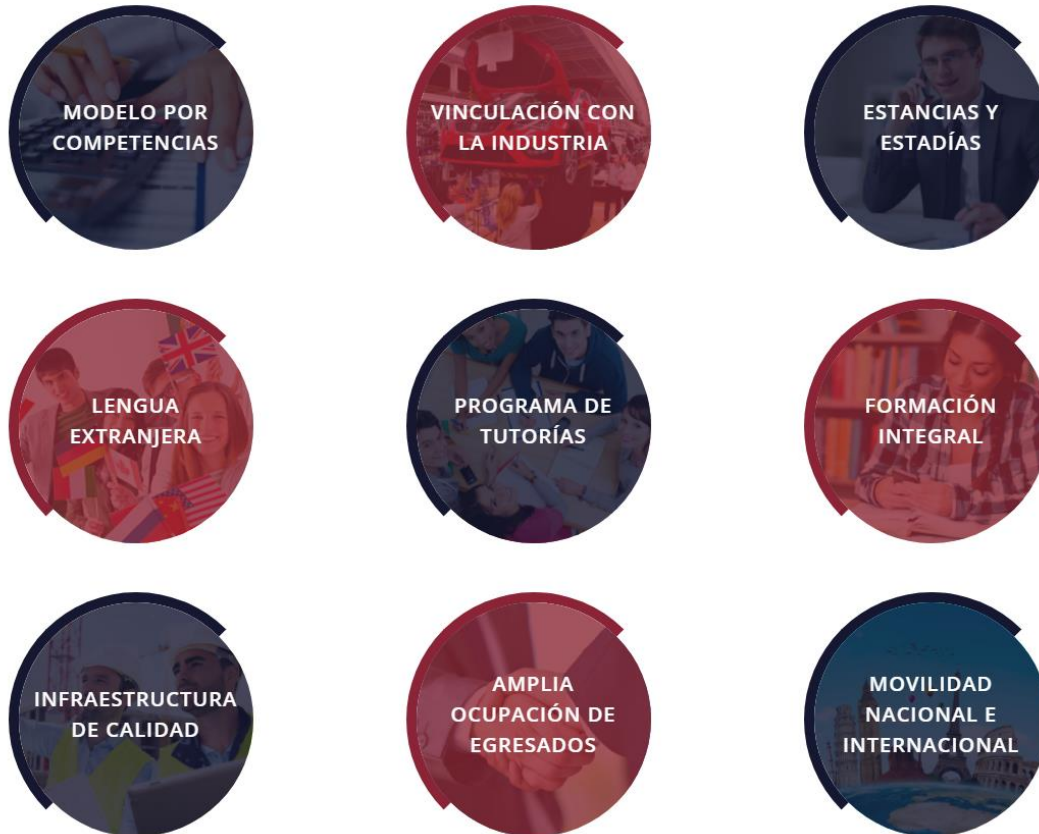 MODELO POR
COMPETENCIAS
VINCULACIÓN CON
LA INDUSTRIA
ESTANCIAS Y
ESTADÍAS
LENGUA
EXTRANJERA
PROGRAMA DE
TUTORÍAS
FORMACIÓN
INTEGRAL
INFRAESTRUCTURA
DE CALIDAD
AMPLIA
OCUPACIÓN DE
EGRESADOS
MOVILIDAD
NACIONAL E
INTERNACIONAL